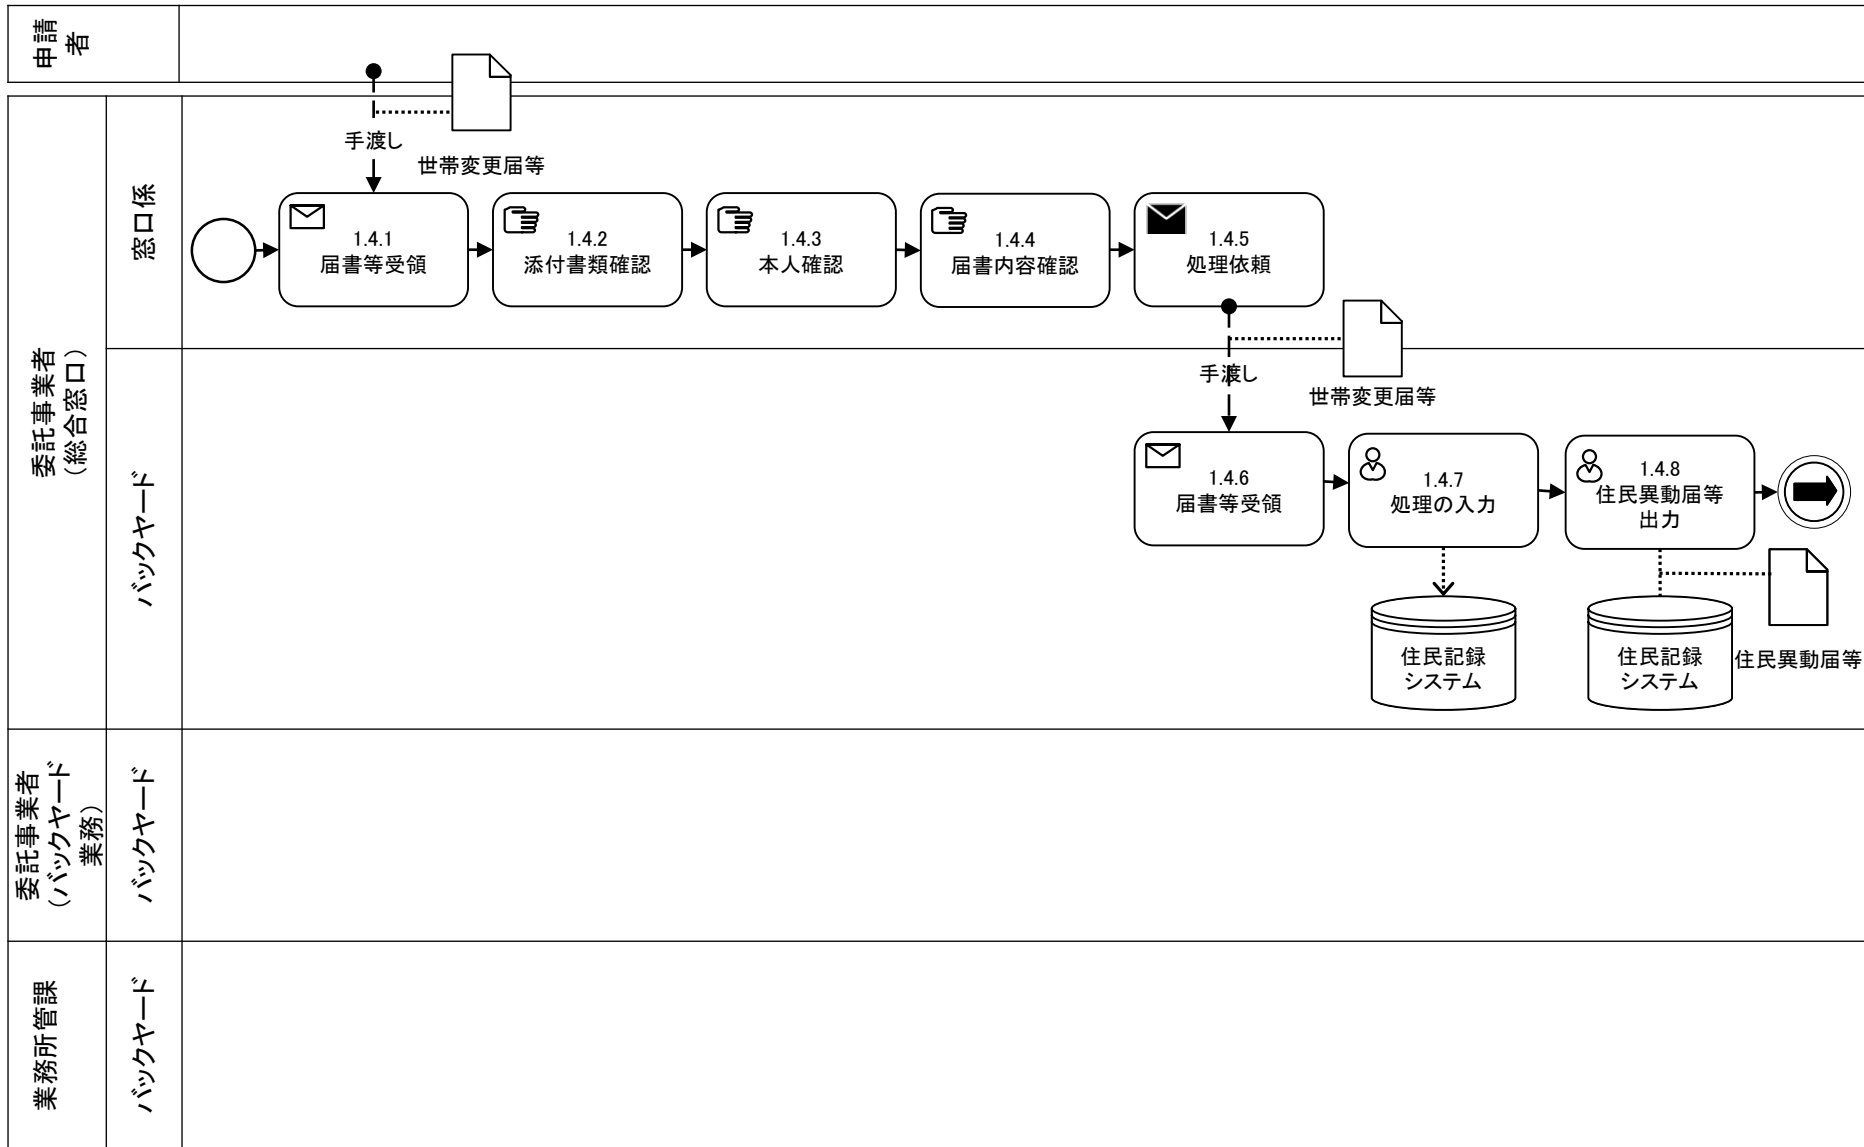 申請
者
手渡し
世帯変更届等
委託事業者
（総合窓口）
窓口係
1.4.1
届書等受領
1.4.2
添付書類確認
1.4.3
本人確認
1.4.4
届書内容確認
1.4.5
処理依頼
手渡し
世帯変更届等
バックヤード
1.4.6
届書等受領
1.4.7
処理の入力
1.4.8
住民異動届等
出力
住民記録
システム
住民記録
システム
住民異動届等
委託事業者
（バックヤード
業務）
バックヤード
業務所管課
バックヤード